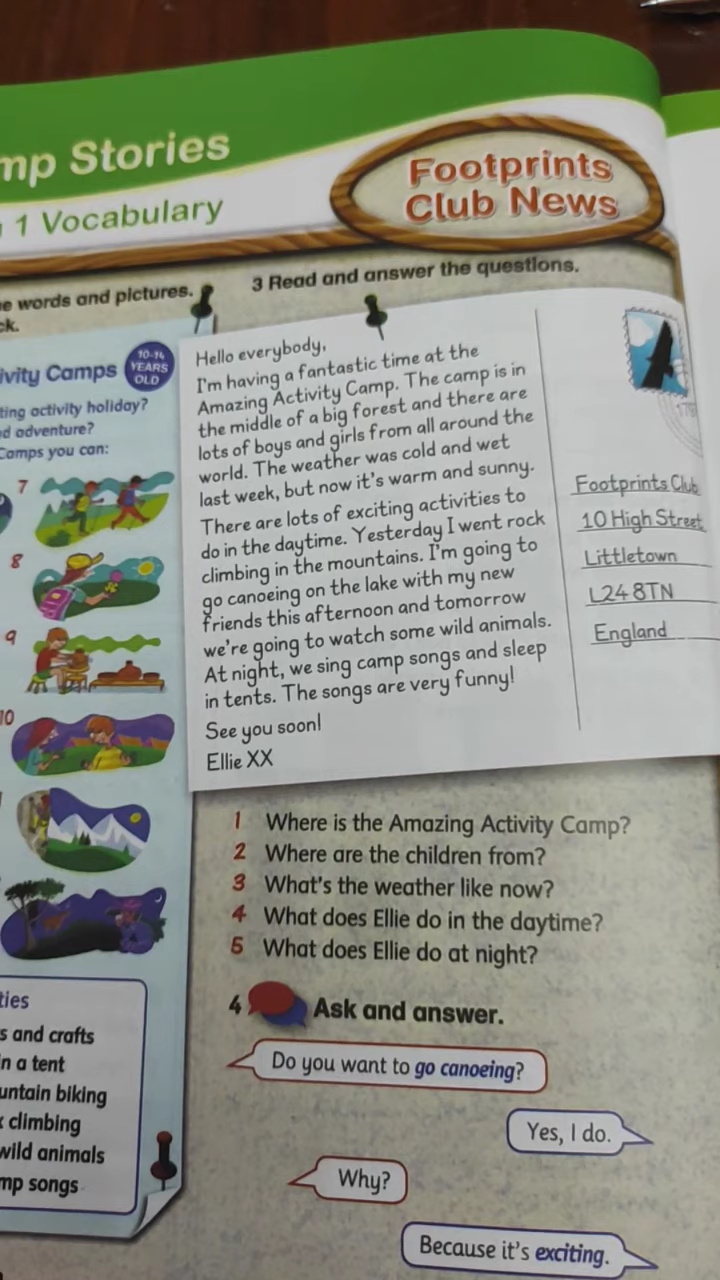 mp Stories
1 Vocabulary
Footprints
Club News
words and pictures.
3 Read and answer the questions.
ivity Camps
10-14
YEARS
OLD
ting activity holiday?
d adventure?
Camps you can:
7
8
9
10
Hello everybody,
I'm having a fantastic time at the
Amazing Activity Camp. The camp is in
the middle of a big forest and there are
lots of boys and girls from all around the
world. The weather was cold and wet
last week, but now it's warm and sunny.
There are lots of exciting activities to
do in the daytime. Yesterday I went rock
climbing in the mountains. I'm going to
go canoeing on the lake with my new
friends this afternoon and tomorrow
we're going to watch some wild animals.
At night, we sing camp songs and sleep
in tents. The songs are very funny!
See you soon!
Ellie XX
Footprints Club
10 High Street
Littletown
L24 8TN
England
1 Where is the Amazing Activity Camp?
2 Where are the children from?
3 What's the weather like now?
4 What does Ellie do in the daytime?
5 What does Ellie do at night?
ties
s and crafts
in a tent
untain biking
climbing
wild animals
mp songs
4 Ask and answer.
Do you want to go canoeing?
Yes, I do.
Why?
Because it's exciting.